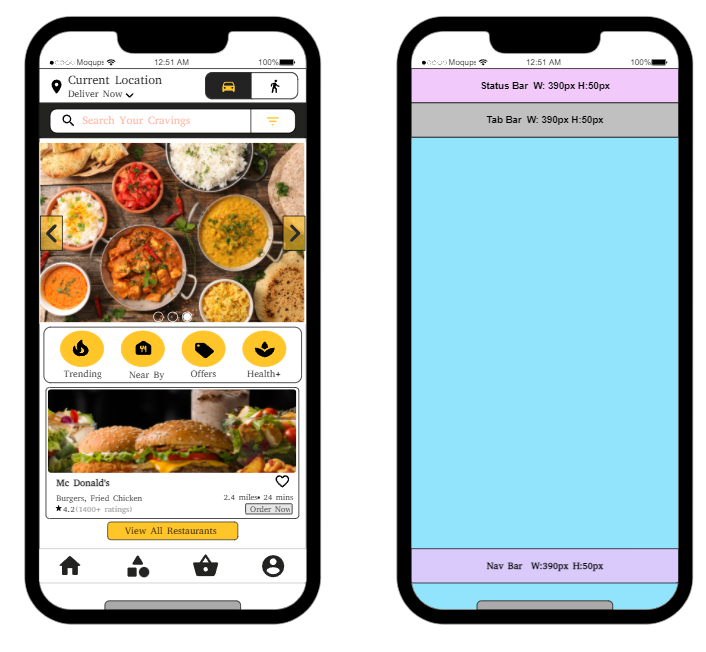 Moqups 12:51 AM 100%
Current Location
Deliver Now
Search Your Cravings
Trending Near By Offers Health+
Mc Donald's
Burgers, Fried Chicken 2.4 miles• 24 mins
★4.2(1400+ ratings) Order Now
View All Restaurants
Moqups 12:51 AM 100%
Status Bar W: 390px H:50px
Tab Bar W: 390px H:50px
Nav Bar W:390px H:50px